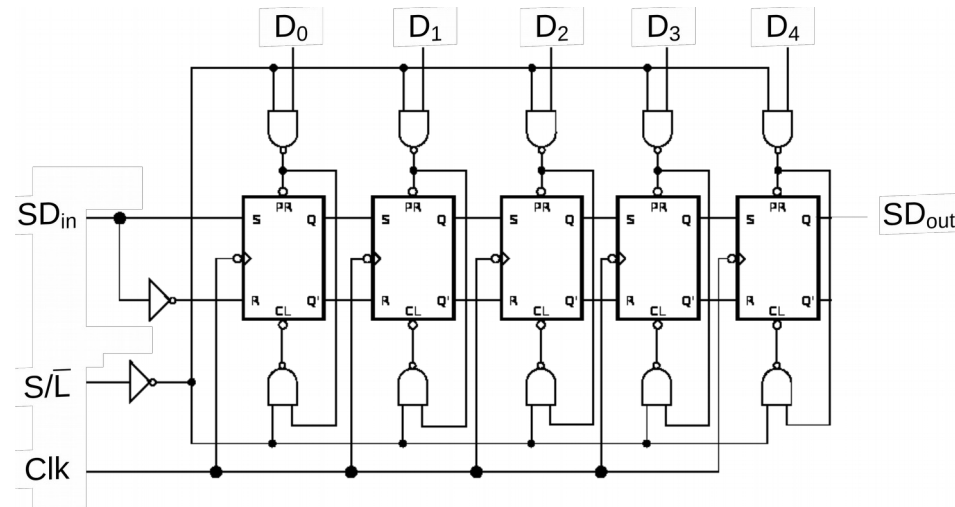 D₀ D₁ D₂ D₃ D₄
PR PR PR PR PR
SDin S Q S Q S Q S Q S Q SDout
R Q' R Q' R Q' R Q' R Q'
CL CL CL CL CL
S/L̅
Clk